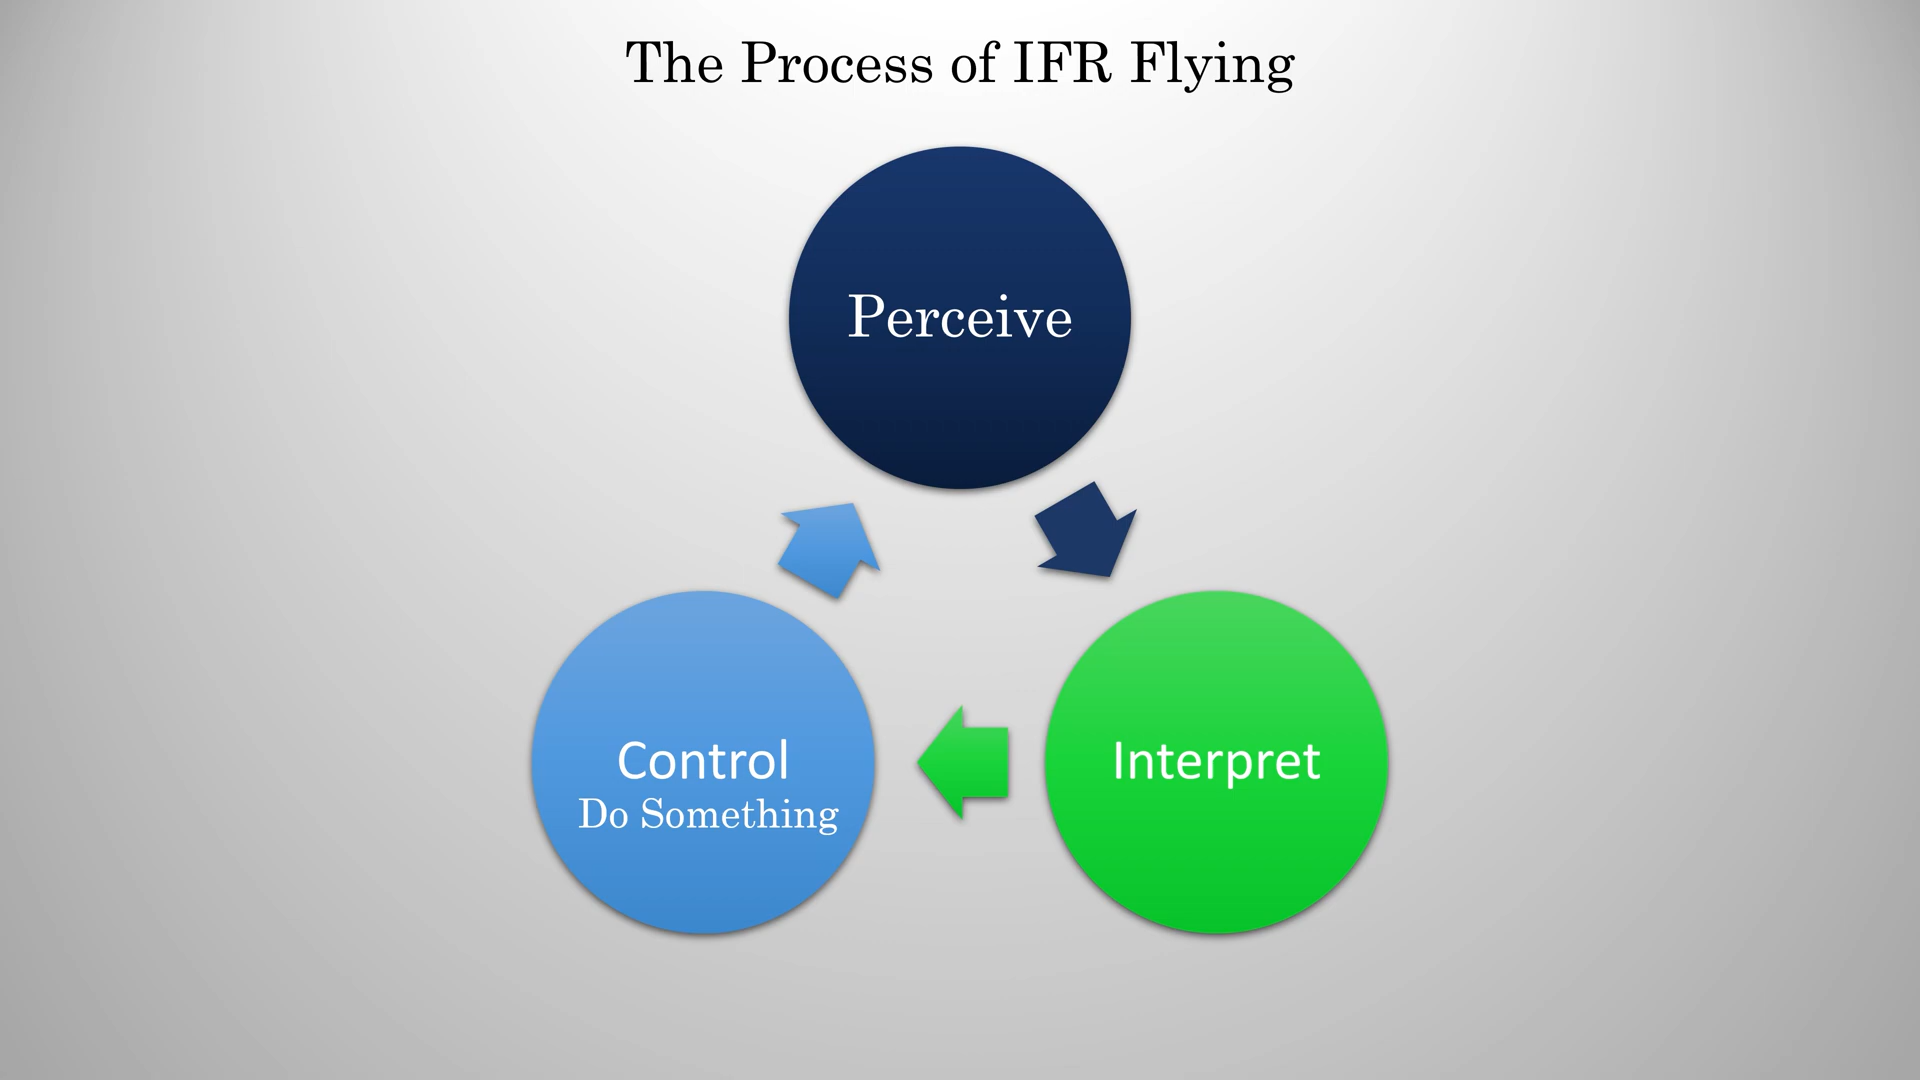 The Process of IFR Flying
Perceive
Control
Do Something
Interpret